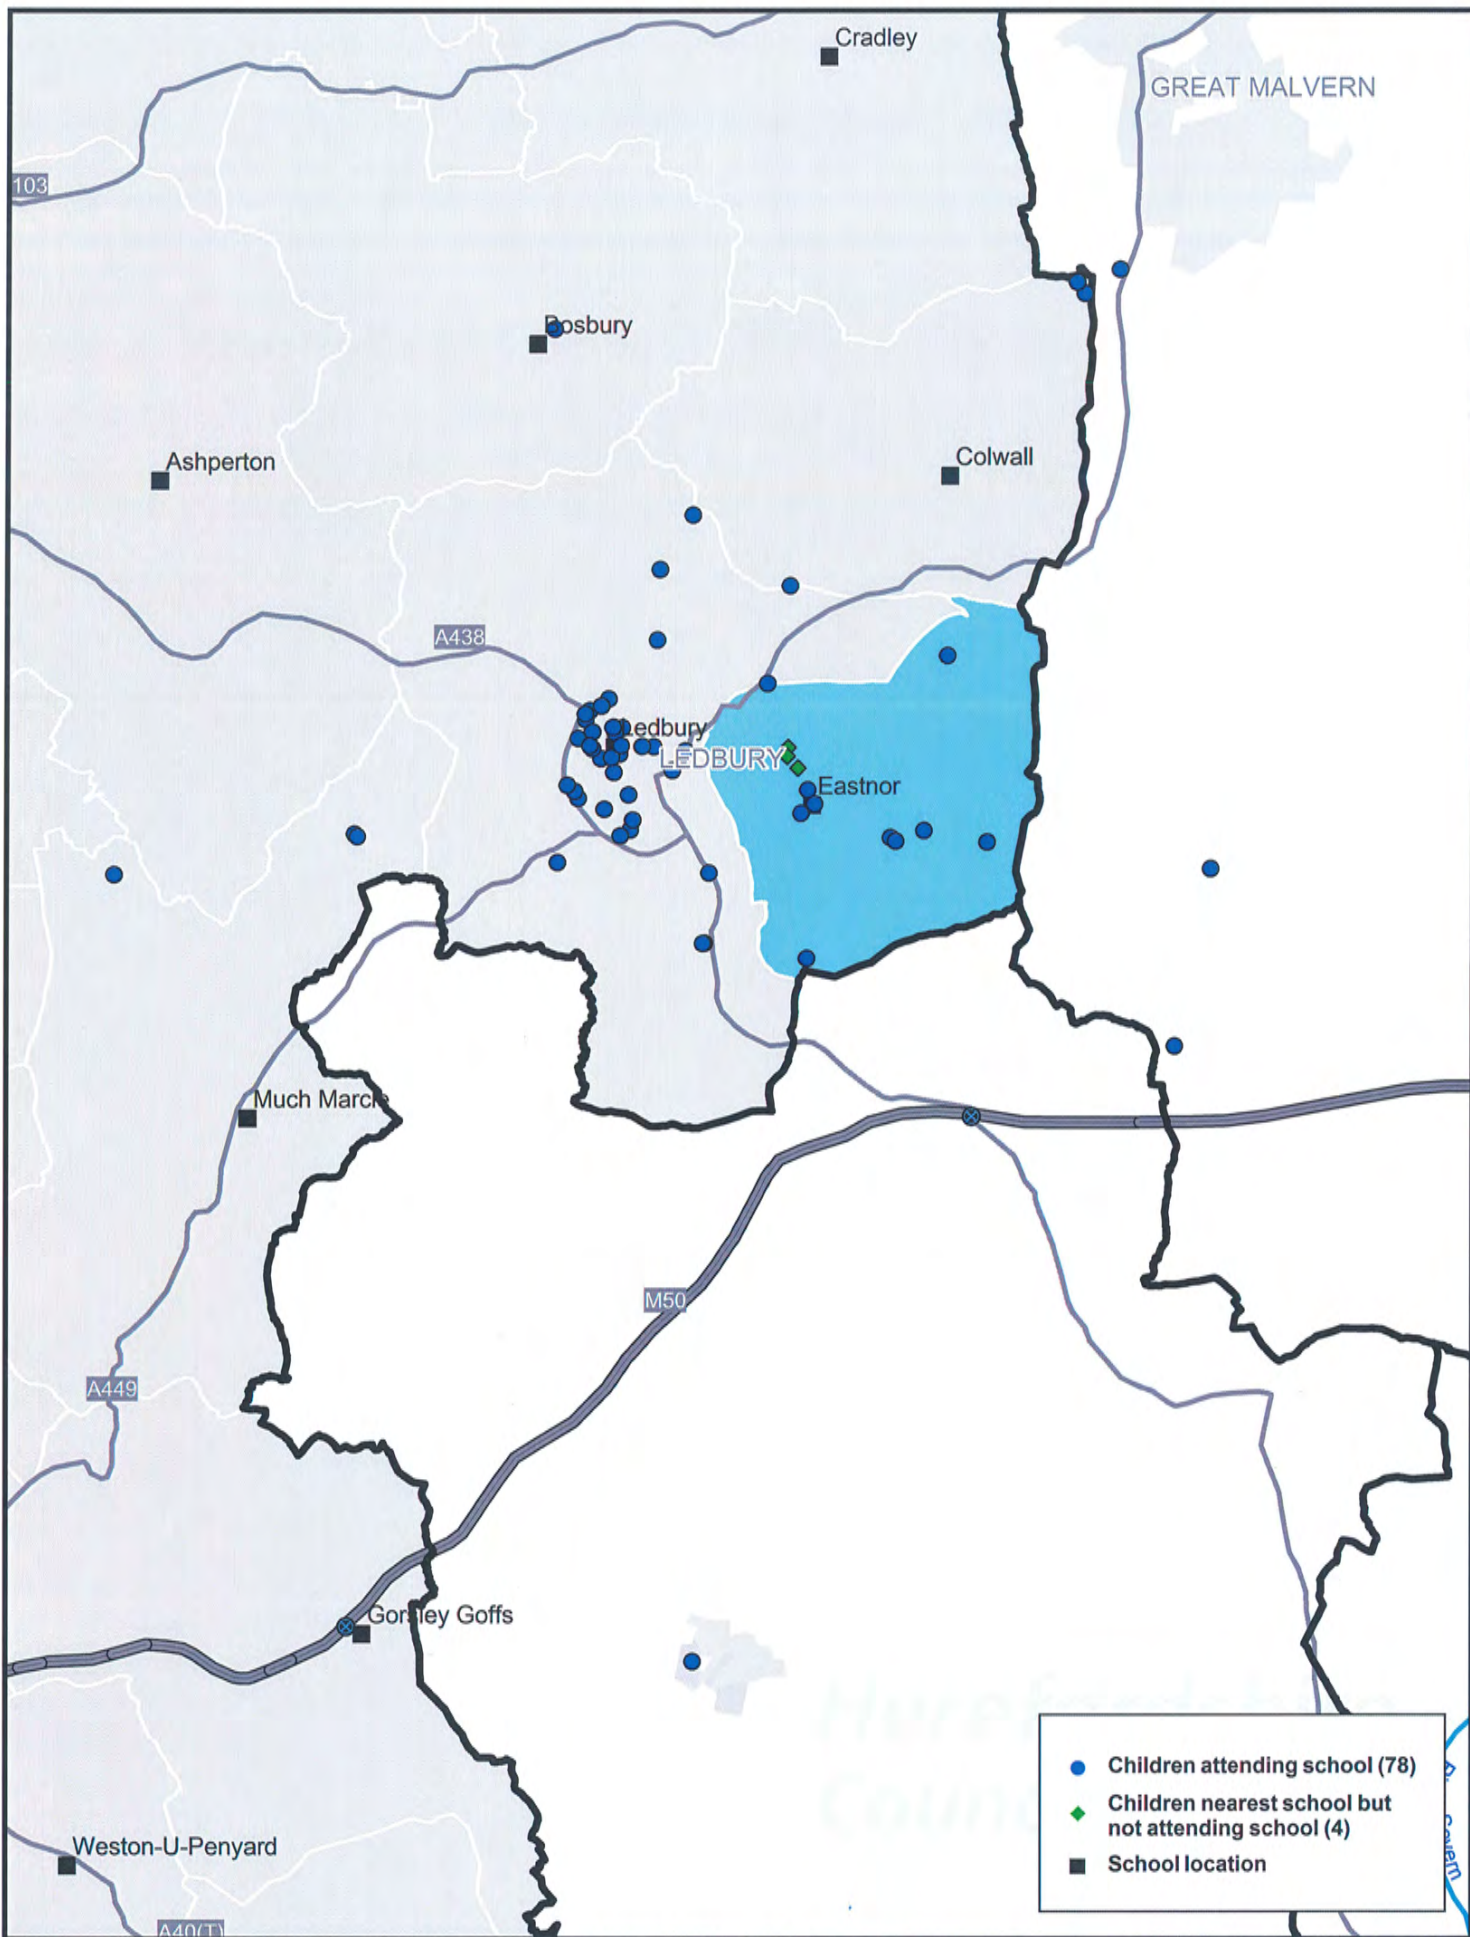 Cradley
GREAT MALVERN
103
Bosbury
Ashperton
Colwall
A438
Ledbury
LEDBURY
Eastnor
Much Marcle
M50
A449
Gorsley Goffs
Children attending school (78)
Children nearest school but
not attending school (4)
School location
Weston-U-Penyard
A40(T)